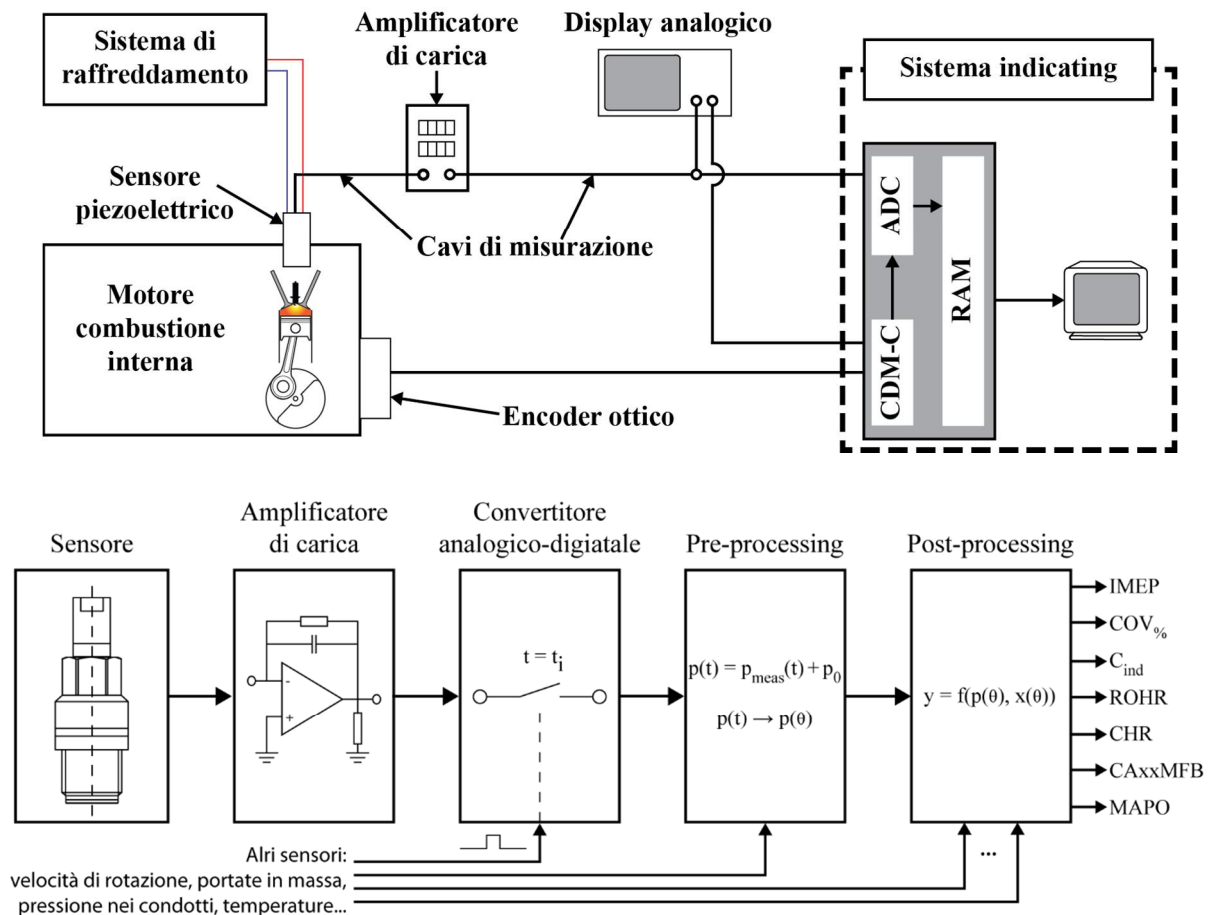 Sistema di
raffreddamento
Amplificatore
di carica
Display analogico
Sistema indicating
Sensore
piezoelettrico
Cavi di misurazione
ADC
RAM
CDM-C
Motore
combustione
interna
Encoder ottico
Sensore
Amplificatore
di carica
Convertitore
analogico-digiatale
Pre-processing
Post-processing
-
+
t = ti
p(t) = pmeas(t) + p0
p(t) → p(θ)
y = f(p(θ), x(θ))
IMEP
COV%
Cind
ROHR
CHR
CAxxMFB
MAPO
Alri sensori:
velocità di rotazione, portate in massa,
pressione nei condotti, temperature...
...